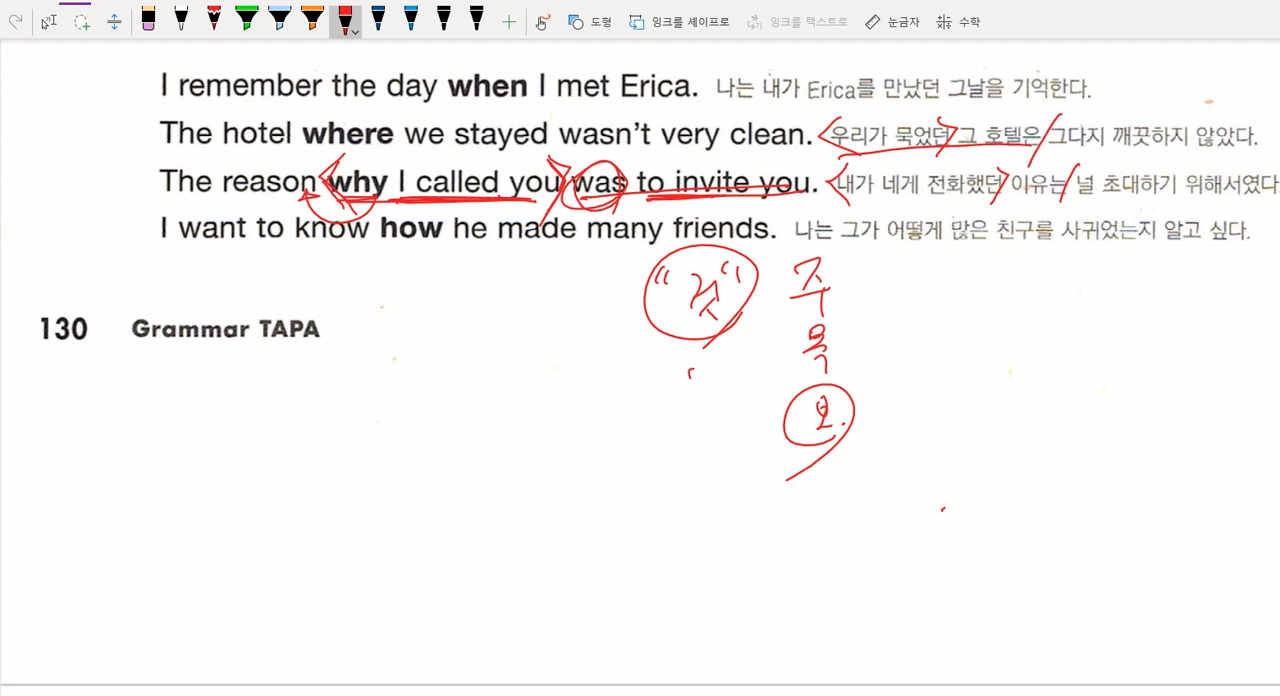 도형 잉크를 셰이프로 잉크를 텍스트로 눈금자 수학
I remember the day when I met Erica. 나는 내가 Erica를 만났던 그날을 기억한다.
The hotel where we stayed wasn't very clean. 우리가 묵었던 그 호텔은 그다지 깨끗하지 않았다.
The reason why I called you was to invite you. 내가 네게 전화했던 이유는 널 초대하기 위해서였다.
I want to know how he made many friends. 나는 그가 어떻게 많은 친구를 사귀었는지 알고 싶다.
"것" 주
목
보.
130 Grammar TAPA